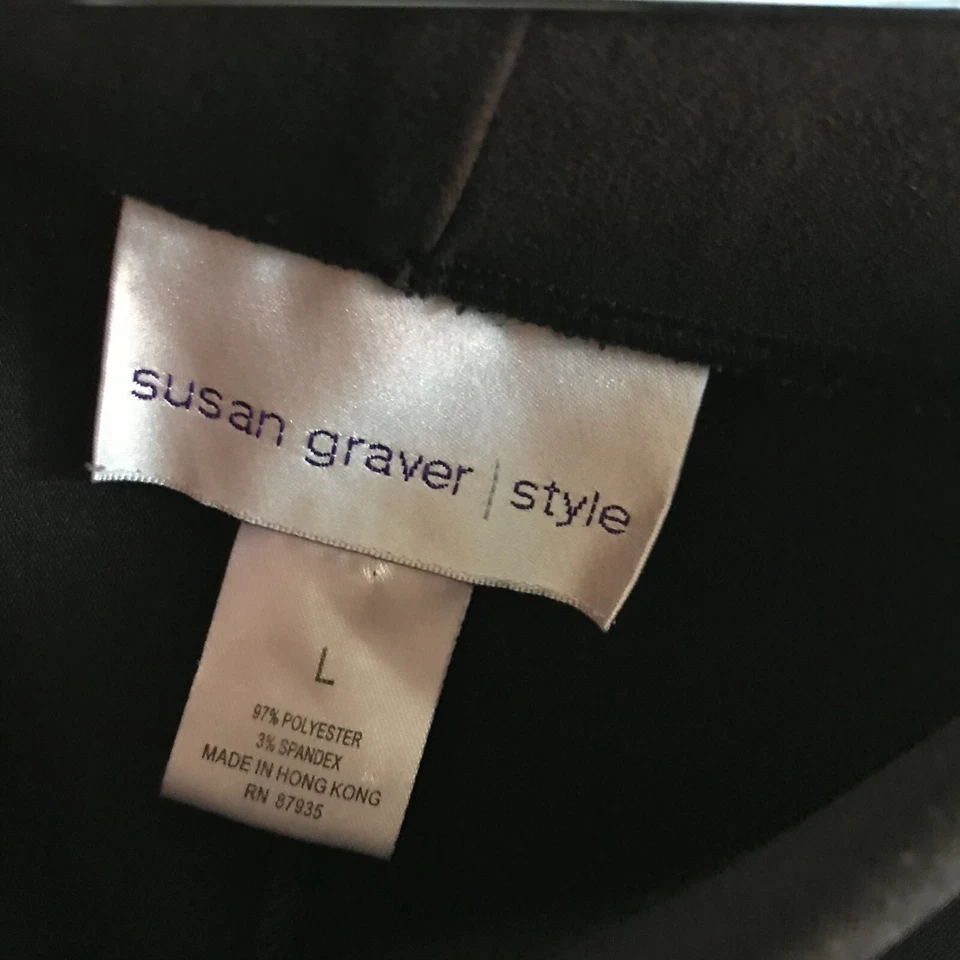 susan graver | style
L
97% POLYESTER
3% SPANDEX
MADE IN HONG KONG
RN 87935